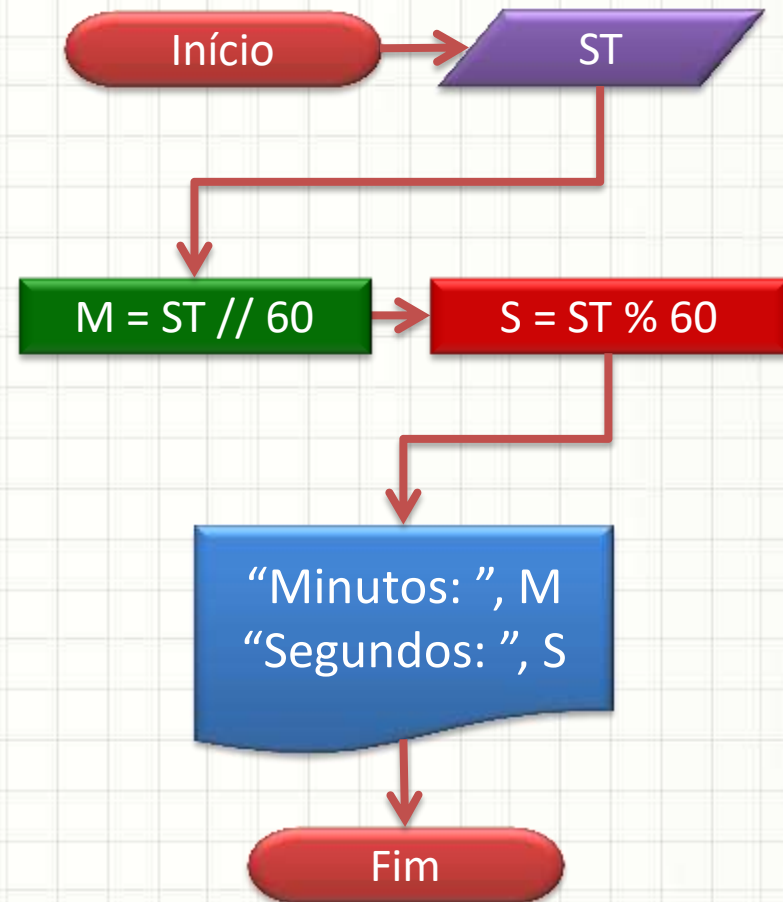 Início
ST
M = ST // 60
S = ST % 60
“Minutos: ”, M
“Segundos: ”, S
Fim